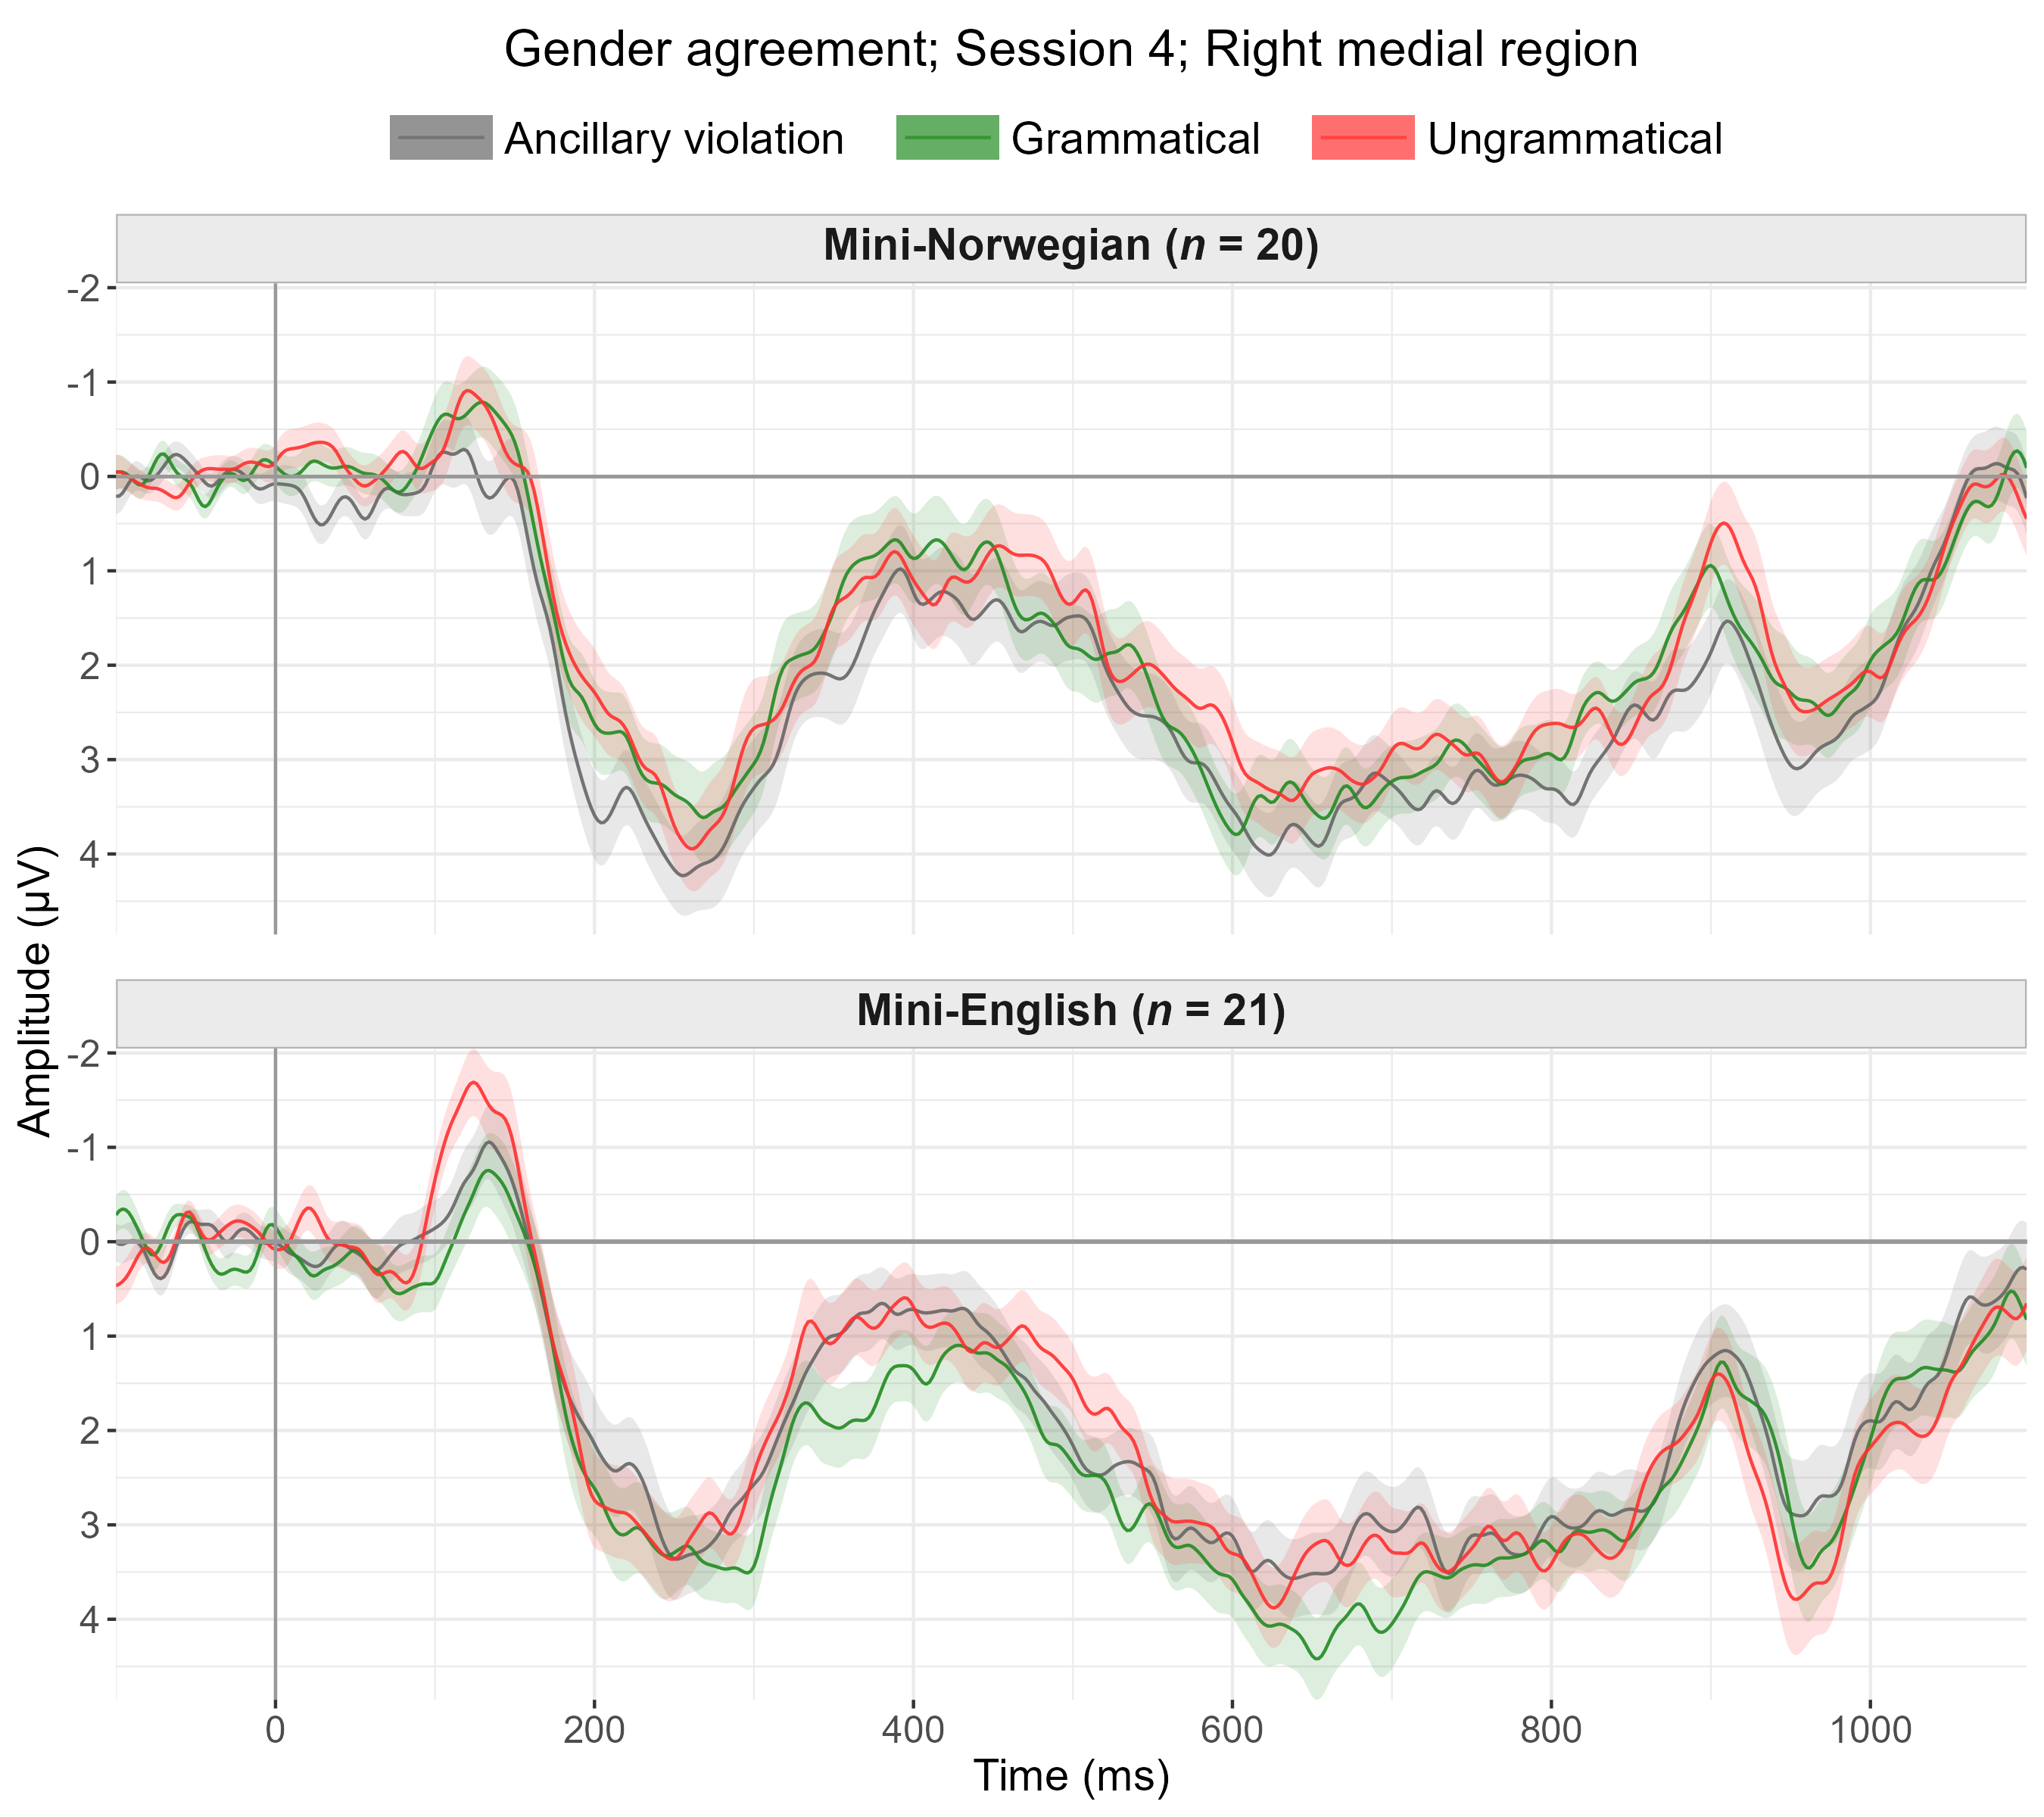 Gender agreement; Session 4; Right medial region
Ancillary violation Grammatical Ungrammatical
Mini-Norwegian (n = 20)
-2
-1
0
1
2
3
4
Amplitude (µV)
Mini-English (n = 21)
-2
-1
0
1
2
3
4
0 200 400 600 800 1000
Time (ms)